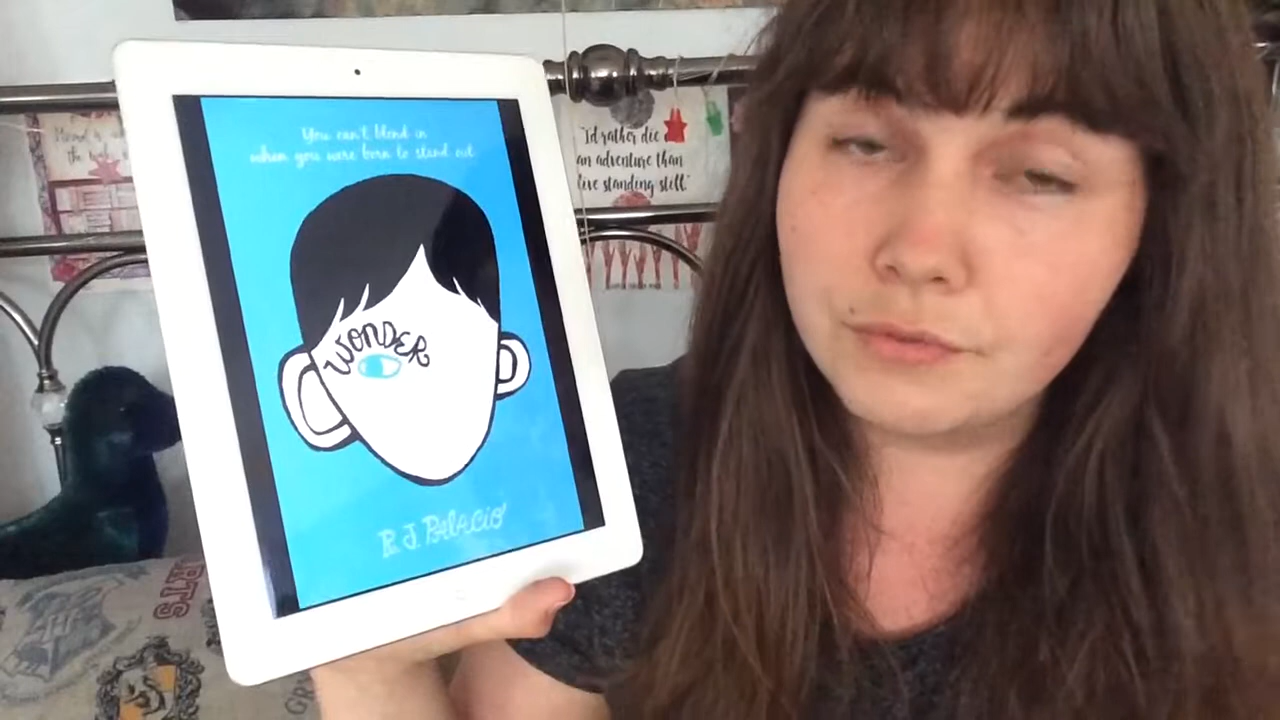 You can't blend in
when you were born to stand out
WONDER
R. J. Palacio
"I'd rather die
an adventure than
live standing still."
ARTS